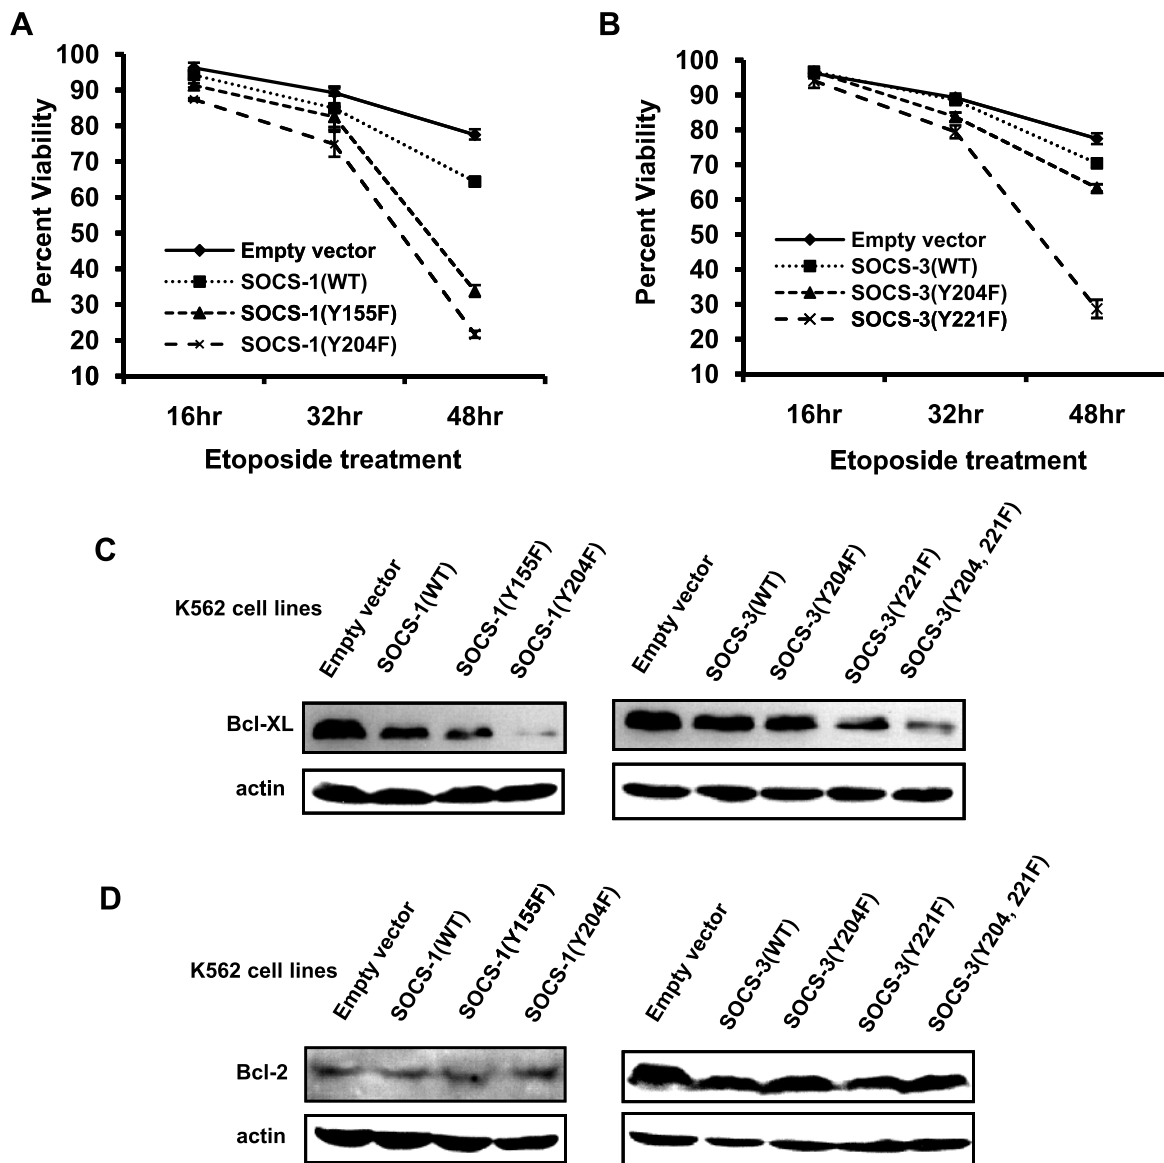 A
100
90
80
70
60
50
40
30
20
10
Percent Viability
Empty vector
SOCS-1(WT)
SOCS-1(Y155F)
SOCS-1(Y204F)
16hr 32hr 48hr
Etoposide treatment
B
100
90
80
70
60
50
40
30
20
10
Percent Viability
Empty vector
SOCS-3(WT)
SOCS-3(Y204F)
SOCS-3(Y221F)
16hr 32hr 48hr
Etoposide treatment
C
K562 cell lines
Empty vector
SOCS-1(WT)
SOCS-1(Y155F)
SOCS-1(Y204F)
Empty vector
SOCS-3(WT)
SOCS-3(Y204F)
SOCS-3(Y221F)
SOCS-3(Y204, 221F)
Bcl-XL
actin
D
K562 cell lines
Empty vector
SOCS-1(WT)
SOCS-1(Y155F)
SOCS-1(Y204F)
Empty vector
SOCS-3(WT)
SOCS-3(Y204F)
SOCS-3(Y221F)
SOCS-3(Y204, 221F)
Bcl-2
actin